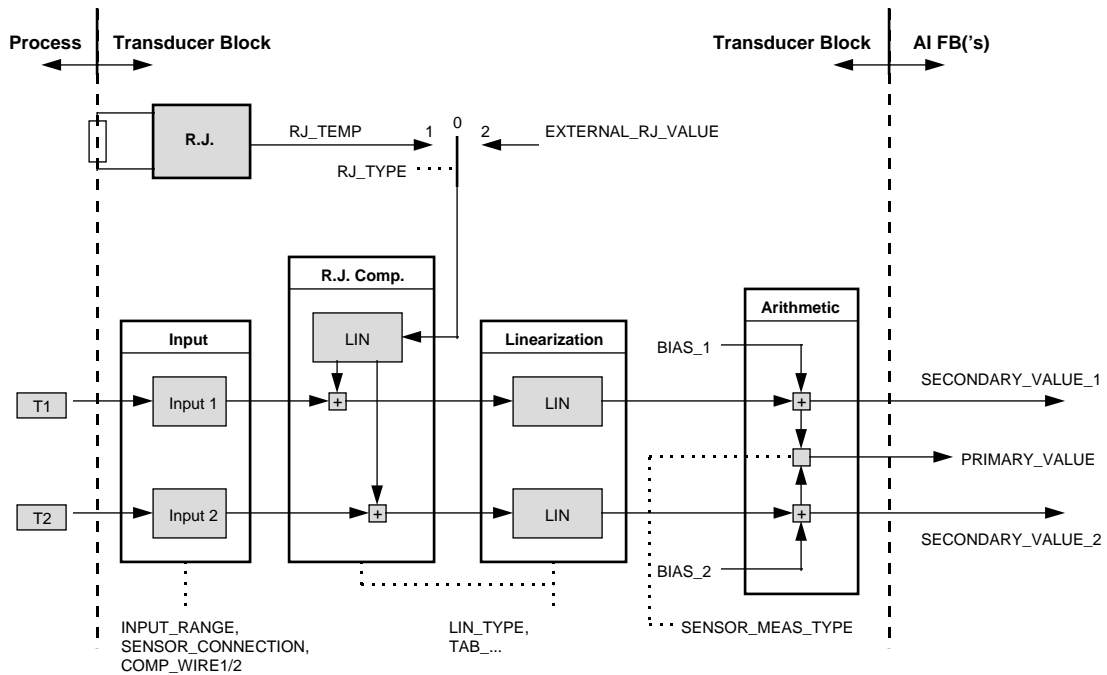 Process
Transducer Block
Transducer Block
AI FB('s)
R.J.
RJ_TEMP
1
0
2
EXTERNAL_RJ_VALUE
RJ_TYPE
R.J. Comp.
LIN
Input
Linearization
Arithmetic
BIAS_1
T1
Input 1
+
LIN
+
SECONDARY_VALUE_1
PRIMARY_VALUE
T2
Input 2
+
LIN
+
SECONDARY_VALUE_2
BIAS_2
INPUT_RANGE,
SENSOR_CONNECTION,
COMP_WIRE1/2
LIN_TYPE,
TAB_...
SENSOR_MEAS_TYPE